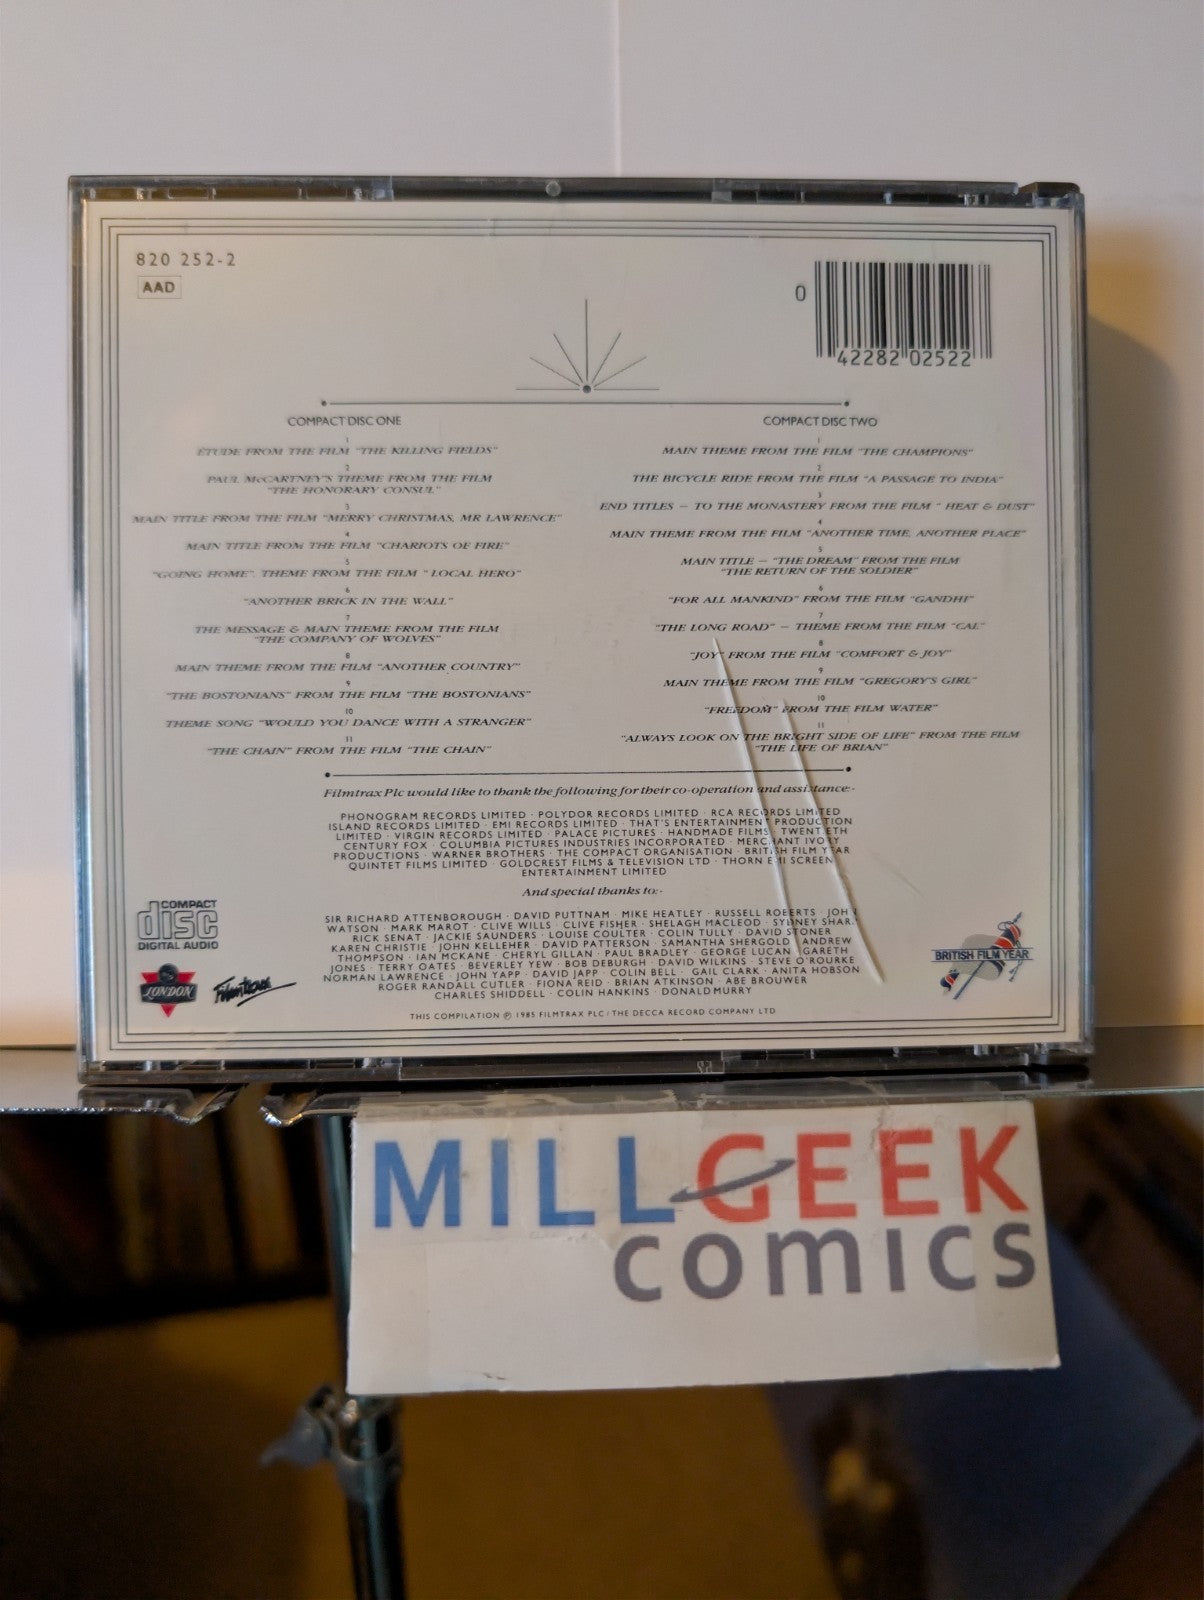 820 252-2
AAD
0
42282 02522
COMPACT DISC ONE
1
ÉTUDE FROM THE FILM "THE KILLING FIELDS"
2
PAUL McCARTNEY'S THEME FROM THE FILM
"THE HONORARY CONSUL"
3
MAIN TITLE FROM THE FILM "MERRY CHRISTMAS, MR LAWRENCE"
4
MAIN TITLE FROM THE FILM "CHARIOTS OF FIRE"
5
"GOING HOME". THEME FROM THE FILM " LOCAL HERO"
6
"ANOTHER BRICK IN THE WALL"
7
THE MESSAGE & MAIN THEME FROM THE FILM
"THE COMPANY OF WOLVES"
8
MAIN THEME FROM THE FILM "ANOTHER COUNTRY"
9
"THE BOSTONIANS" FROM THE FILM "THE BOSTONIANS"
10
THEME SONG "WOULD YOU DANCE WITH A STRANGER"
11
"THE CHAIN" FROM THE FILM "THE CHAIN"
COMPACT DISC TWO
1
MAIN THEME FROM THE FILM "THE CHAMPIONS"
2
THE BICYCLE RIDE FROM THE FILM "A PASSAGE TO INDIA"
3
END TITLES — TO THE MONASTERY FROM THE FILM " HEAT & DUST"
4
MAIN THEME FROM THE FILM "ANOTHER TIME, ANOTHER PLACE"
5
MAIN TITLE — "THE DREAM" FROM THE FILM
"THE RETURN OF THE SOLDIER"
6
"FOR ALL MANKIND" FROM THE FILM "GANDHI"
7
"THE LONG ROAD" — THEME FROM THE FILM "CAL"
8
"JOY" FROM THE FILM "COMFORT & JOY"
9
MAIN THEME FROM THE FILM "GREGORY'S GIRL"
10
"FREEDOM" FROM THE FILM WATER"
11
"ALWAYS LOOK ON THE BRIGHT SIDE OF LIFE" FROM THE FILM
"THE LIFE OF BRIAN"
Filmtrax Plc would like to thank the following for their co-operation and assistance:-
PHONOGRAM RECORDS LIMITED · POLYDOR RECORDS LIMITED · RCA RECORDS LIMITED
ISLAND RECORDS LIMITED · EMI RECORDS LIMITED · THAT'S ENTERTAINMENT PRODUCTION
LIMITED · VIRGIN RECORDS LIMITED · PALACE PICTURES · HANDMADE FILMS · TWENTIETH
CENTURY FOX · COLUMBIA PICTURES INDUSTRIES INCORPORATED · MERCHANT IVORY
PRODUCTIONS · WARNER BROTHERS · THE COMPACT ORGANISATION · BRITISH FILM YEAR
QUINTET FILMS LIMITED · GOLDCREST FILMS & TELEVISION LTD · THORN EMI SCREEN
ENTERTAINMENT LIMITED
And special thanks to:-
SIR RICHARD ATTENBOROUGH · DAVID PUTTNAM · MIKE HEATLEY · RUSSELL ROBERTS · JOHN
WATSON · MARK MAROT · CLIVE WILLS · CLIVE FISHER · SHELAGH MACLEOD · SYDNEY SHAR
RICK SENAT · JACKIE SAUNDERS · LOUISE COULTER · COLIN TULLY · DAVID STONER
KAREN CHRISTIE · JOHN KELLEHER · DAVID PATTERSON · SAMANTHA SHERGOLD · ANDREW
THOMPSON · IAN MCKANE · CHERYL GILLAN · PAUL BRADLEY · GEORGE LUCAN · GARETH
JONES · TERRY OATES · BEVERLEY YEW · BOB DEBURGH · DAVID WILKINS · STEVE O'ROURKE
NORMAN LAWRENCE · JOHN YAPP · DAVID JAPP · COLIN BELL · GAIL CLARK · ANITA HOBSON
ROGER RANDALL CUTLER · FIONA REID · BRIAN ATKINSON · ABE BROUWER
CHARLES SHIDDELL · COLIN HANKINS · DONALD MURRY
THIS COMPILATION ℗ 1985 FILMTRAX PLC / THE DECCA RECORD COMPANY LTD
COMPACT
disc
DIGITAL AUDIO
LONDON
Filmtrax
BRITISH FILM YEAR
MILLGEEK
comics